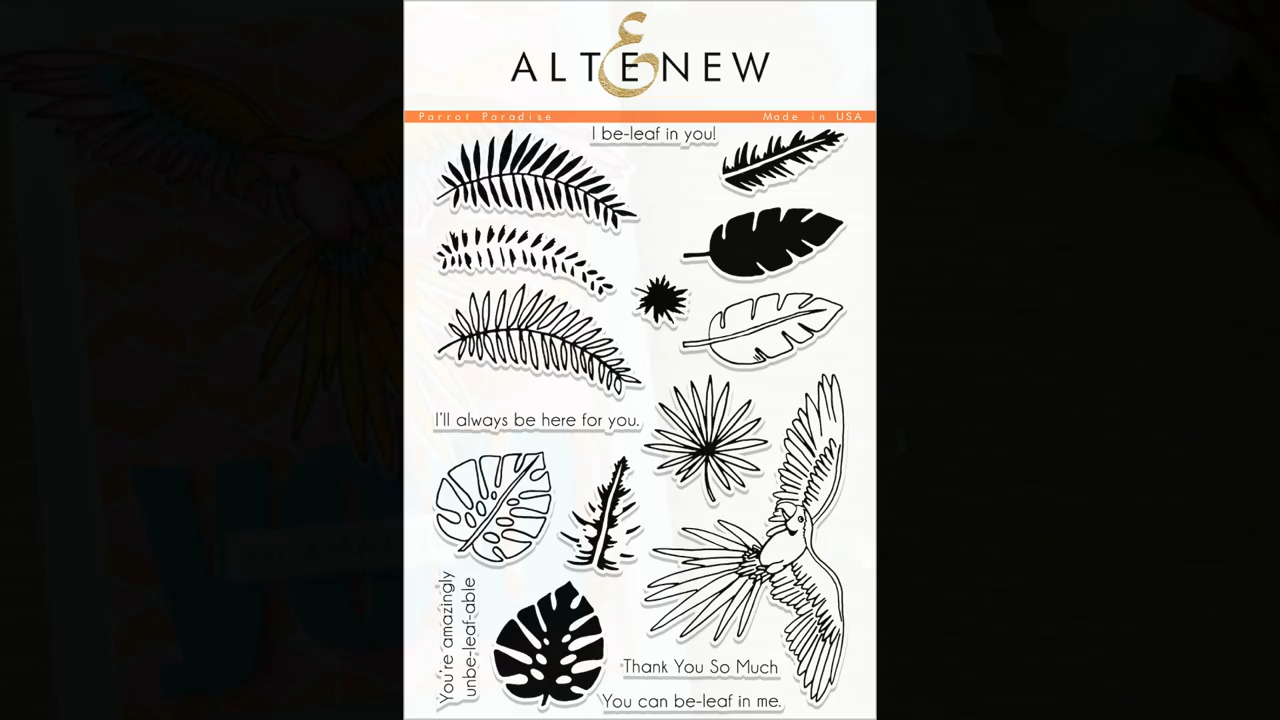 ALTENEW
Parrot Paradise
Made in USA
I be-leaf in you!
I'll always be here for you.
You're amazingly
unbe-leaf-able
Thank You So Much
You can be-leaf in me.